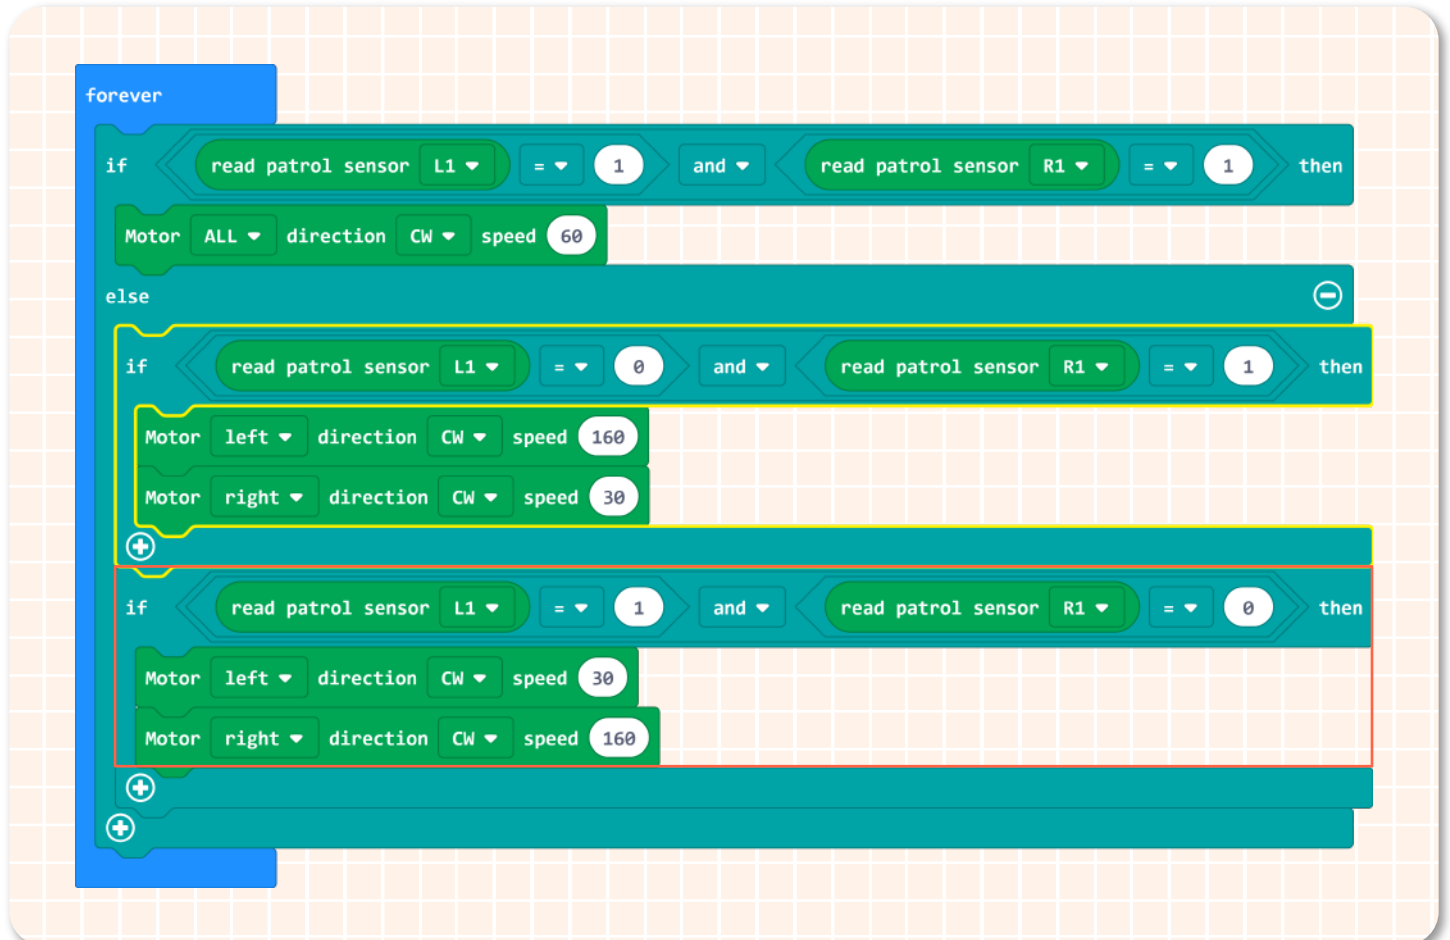 forever
if read patrol sensor L1 = 1 and read patrol sensor R1 = 1 then
Motor ALL direction CW speed 60
else
if read patrol sensor L1 = 0 and read patrol sensor R1 = 1 then
Motor left direction CW speed 160
Motor right direction CW speed 30
if read patrol sensor L1 = 1 and read patrol sensor R1 = 0 then
Motor left direction CW speed 30
Motor right direction CW speed 160